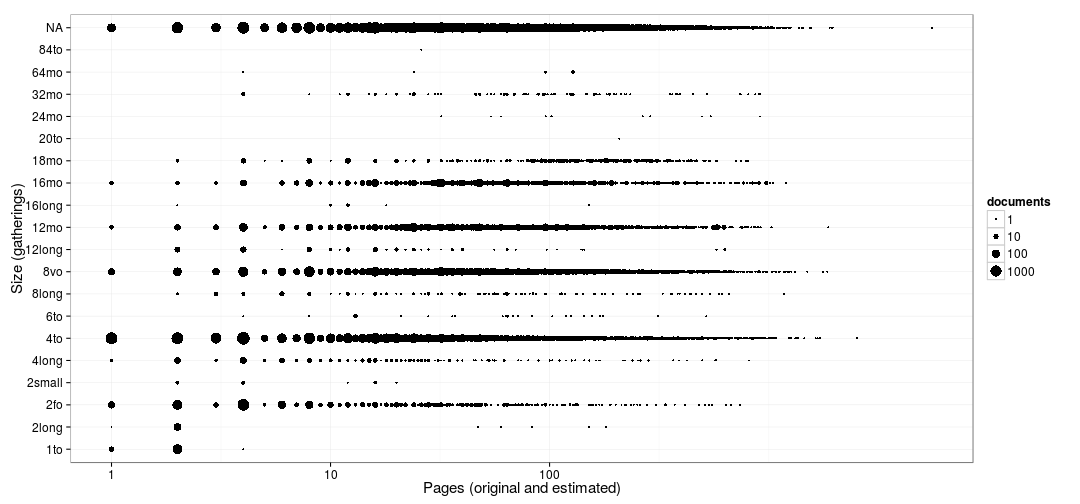 NA
84to
64mo
32mo
24mo
20to
18mo
16mo
16long
12mo
12long
8vo
8long
6to
4to
4long
2small
2fo
2long
1to
Size (gatherings)
1 10 100
Pages (original and estimated)
documents
1
10
100
1000